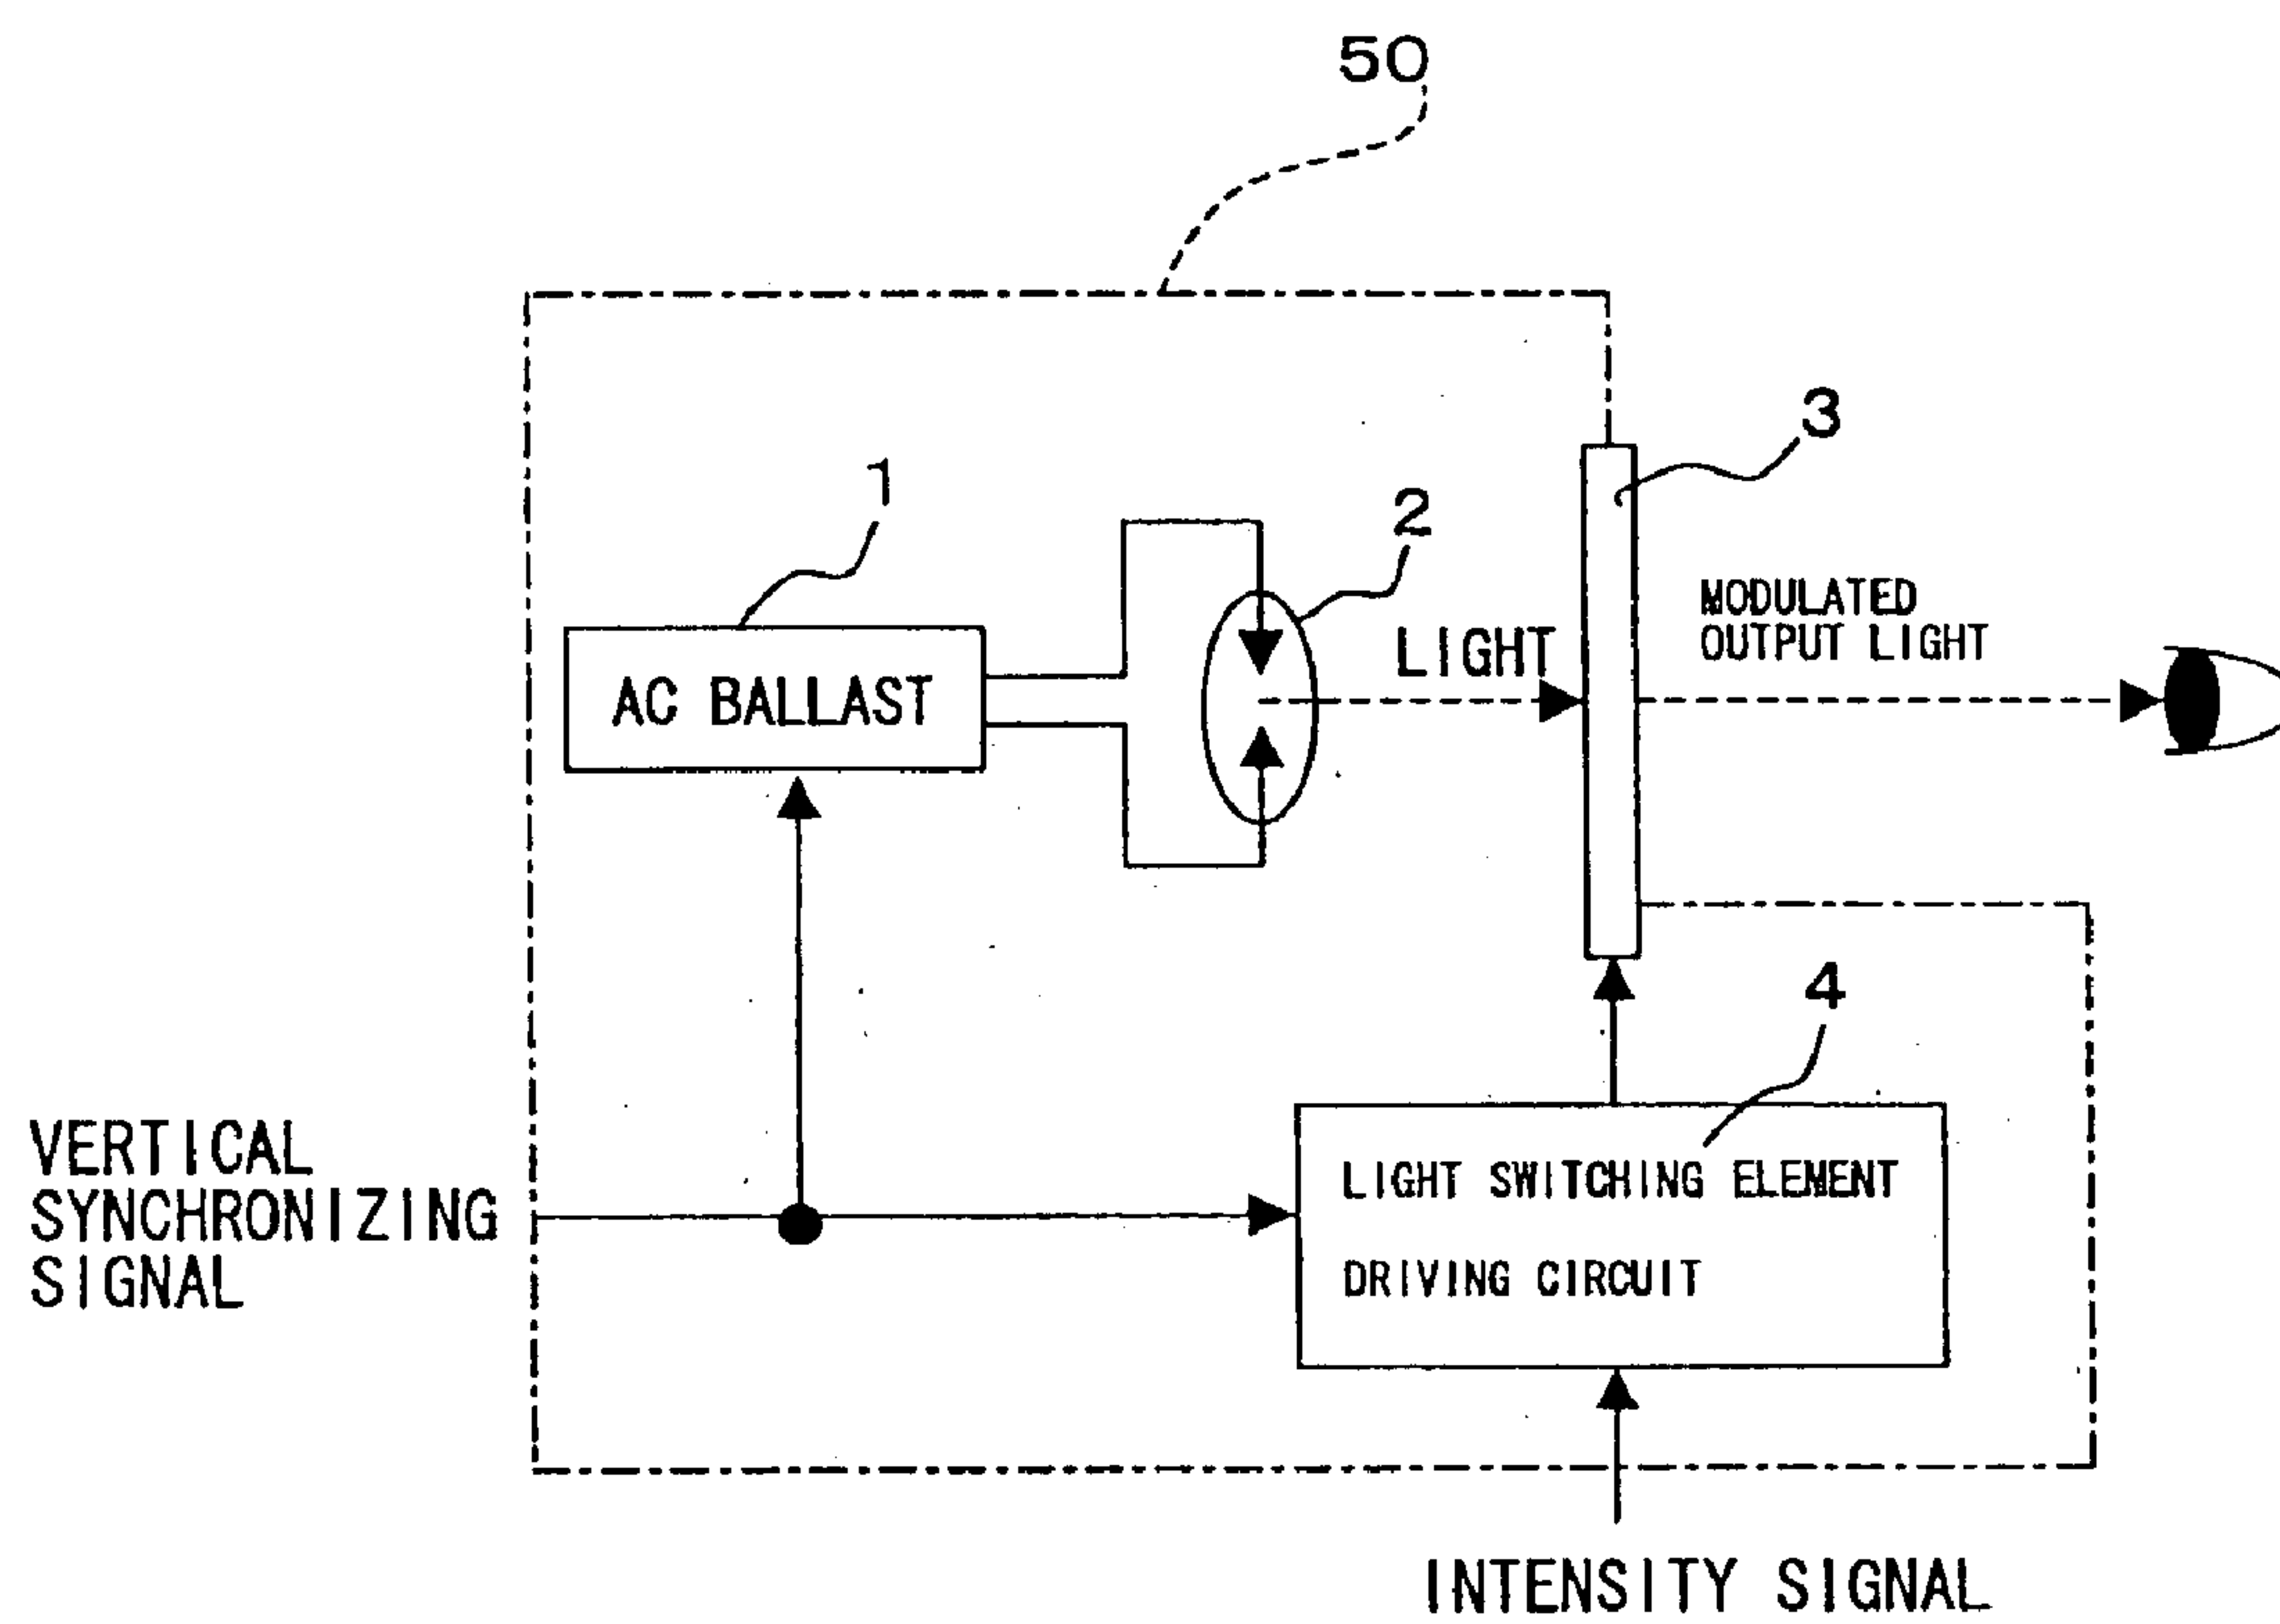 50
3
1
2
MODULATED
OUTPUT LIGHT
LIGHT
AC BALLAST
4
VERTICAL
SYNCHRONIZING
SIGNAL
LIGHT SWITCHING ELEMENT
DRIVING CIRCUIT
INTENSITY SIGNAL